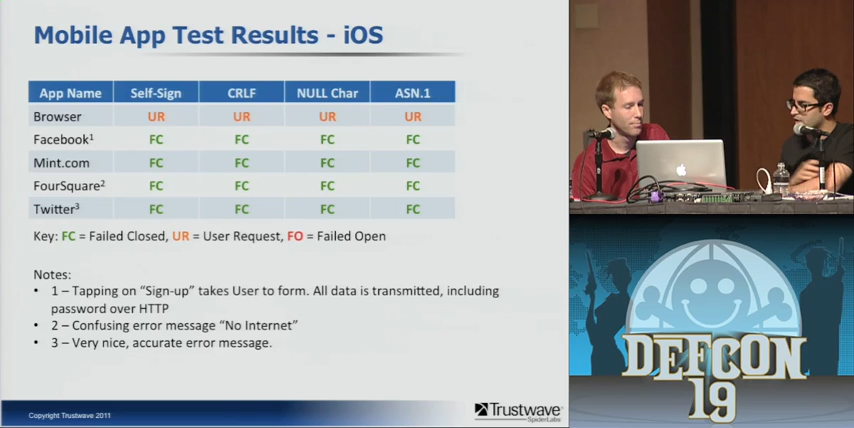 Mobile App Test Results - iOS
App Name Self-Sign CRLF NULL Char ASN.1
Browser UR UR UR UR
Facebook¹ FC FC FC FC
Mint.com FC FC FC FC
FourSquare² FC FC FC FC
Twitter³ FC FC FC FC
Key: FC = Failed Closed, UR = User Request, FO = Failed Open
Notes:
• 1 – Tapping on “Sign-up” takes User to form. All data is transmitted, including
password over HTTP
• 2 – Confusing error message “No Internet”
• 3 – Very nice, accurate error message.
Copyright Trustwave 2011
Trustwave®
SpiderLabs
DEFCON
19